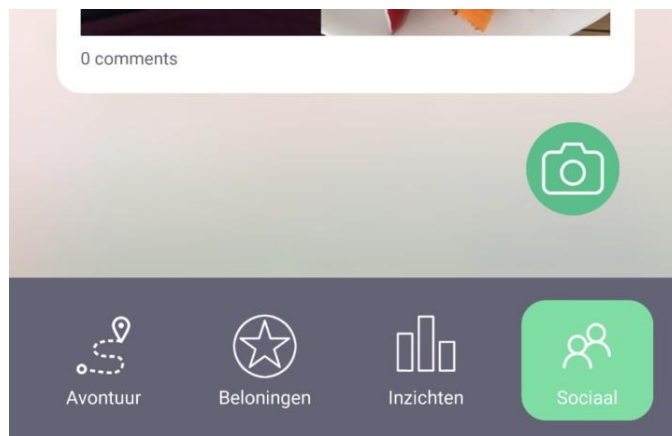 0 comments
Avontuur
Beloningen
Inzichten
Sociaal